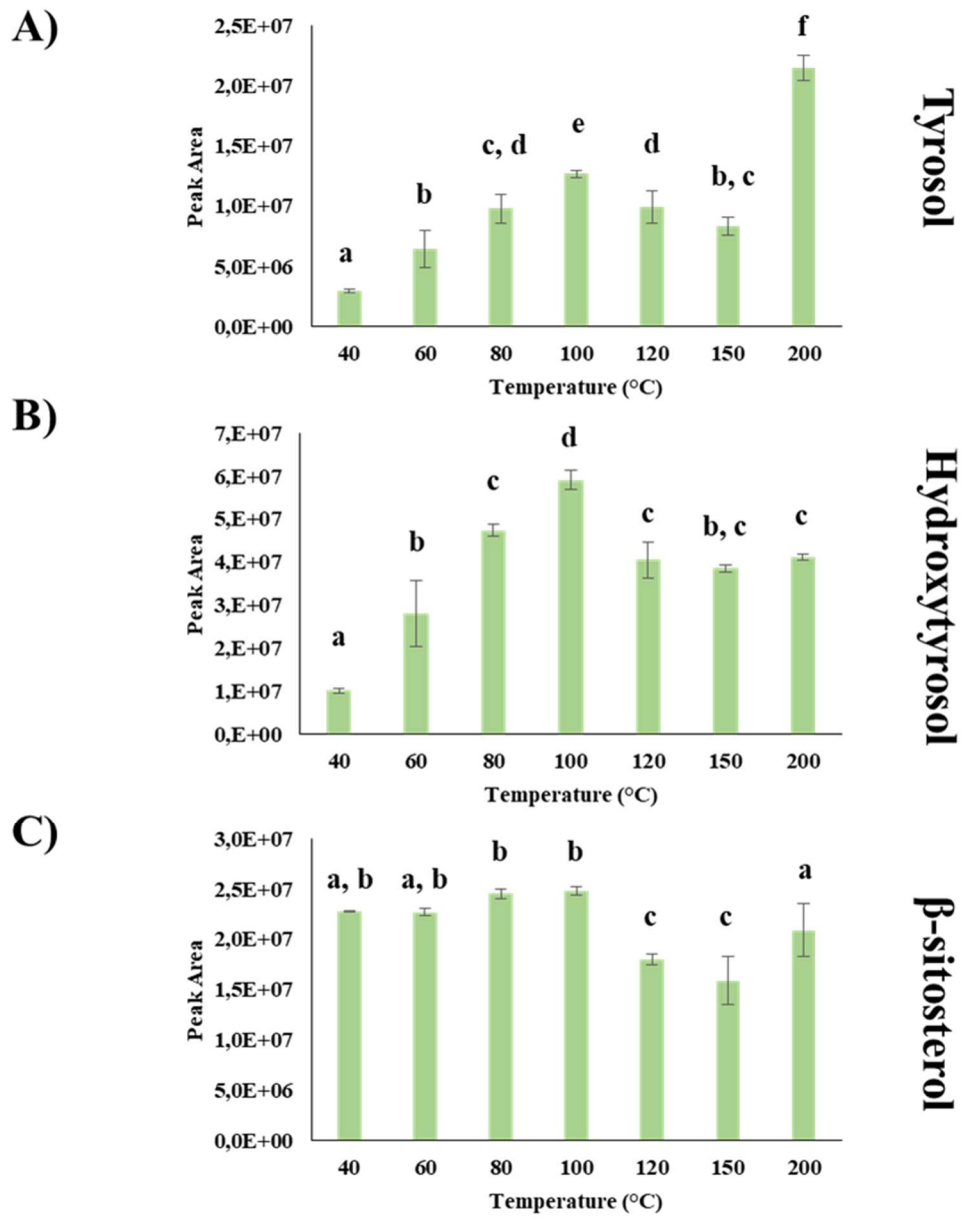 A)
2,5E+07
2,0E+07
1,5E+07
1,0E+07
5,0E+06
0,0E+00
Peak Area
a
b
c, d
e
d
b, c
f
40 60 80 100 120 150 200
Temperature (°C)
Tyrosol
B)
7,E+07
6,E+07
5,E+07
4,E+07
3,E+07
2,E+07
1,E+07
0,E+00
Peak Area
a
b
c
d
c
b, c
c
40 60 80 100 120 150 200
Temperature (°C)
Hydroxytyrosol
C)
3,0E+07
2,5E+07
2,0E+07
1,5E+07
1,0E+07
5,0E+06
0,0E+00
Peak Area
a, b
a, b
b
b
c
c
a
40 60 80 100 120 150 200
Temperature (°C)
β-sitosterol